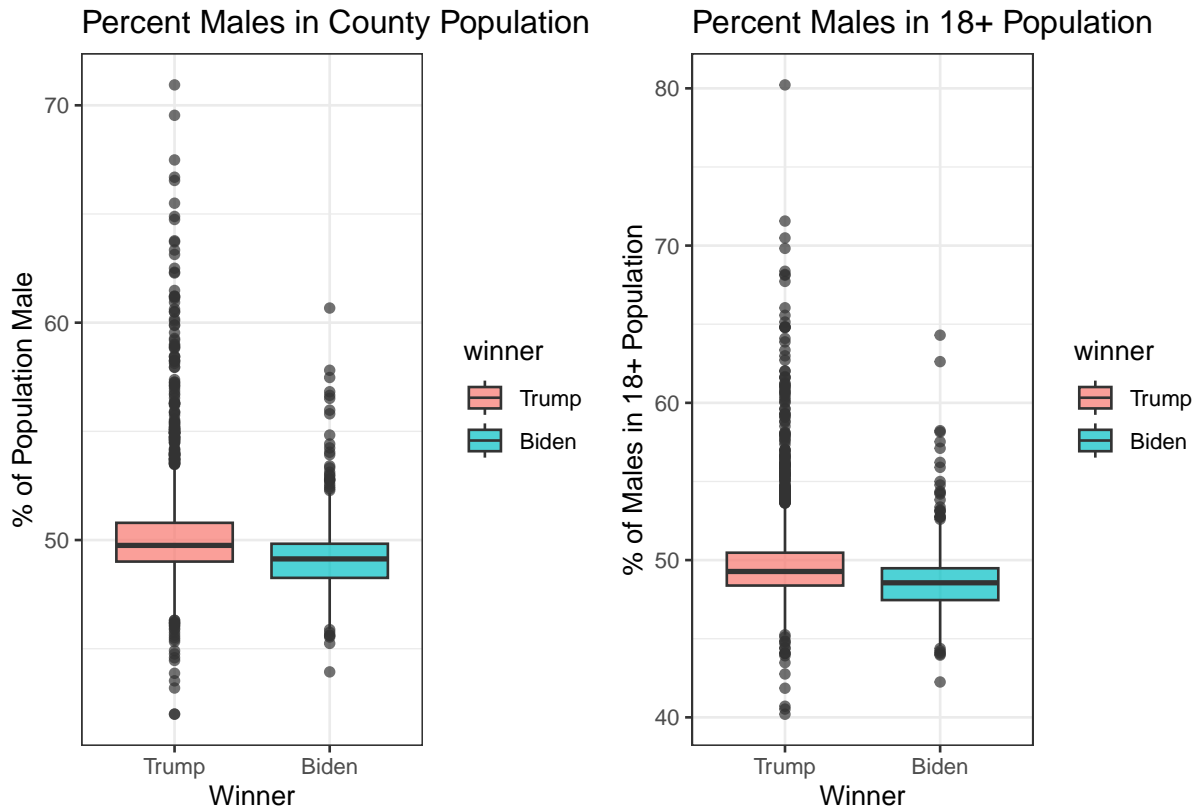 Percent Males in County Population
% of Population Male
70
60
50
Trump
Biden
Winner
winner
Trump
Biden
Percent Males in 18+ Population
% of Males in 18+ Population
80
70
60
50
40
Trump
Biden
Winner
winner
Trump
Biden